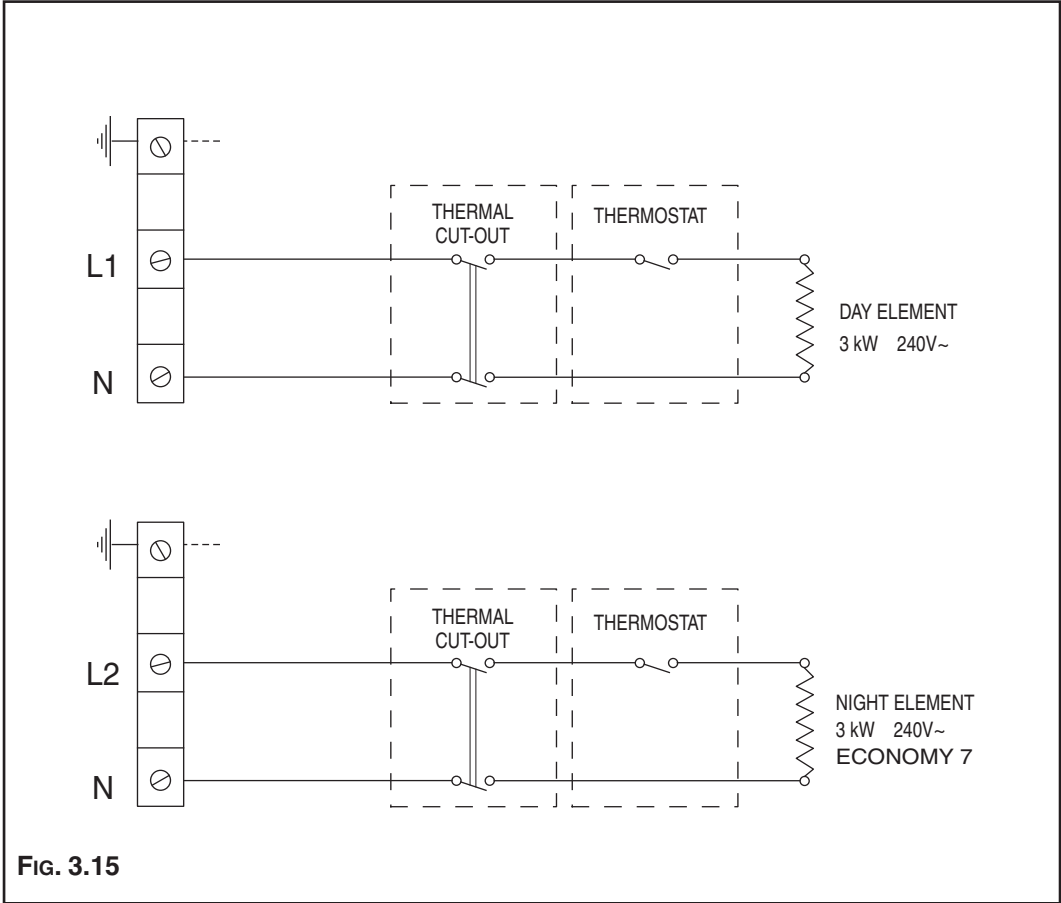 THERMAL
CUT-OUT
THERMOSTAT
L1
DAY ELEMENT
3 kW 240V~
N
THERMAL
CUT-OUT
THERMOSTAT
L2
NIGHT ELEMENT
3 kW 240V~
ECONOMY 7
N
FIG. 3.15